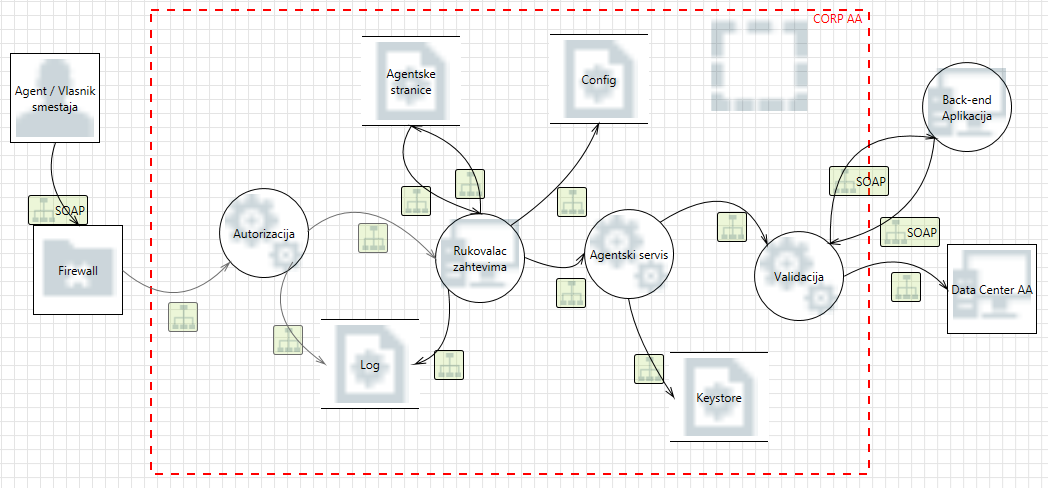 CORP AA
Agent / Vlasnik
smestaja
Agentske
stranice
Config
Back-end
Aplikacija
SOAP
SOAP
SOAP
Firewall
Autorizacija
Rukovalac
zahtevima
Agentski servis
Validacija
Data Center AA
Log
Keystore